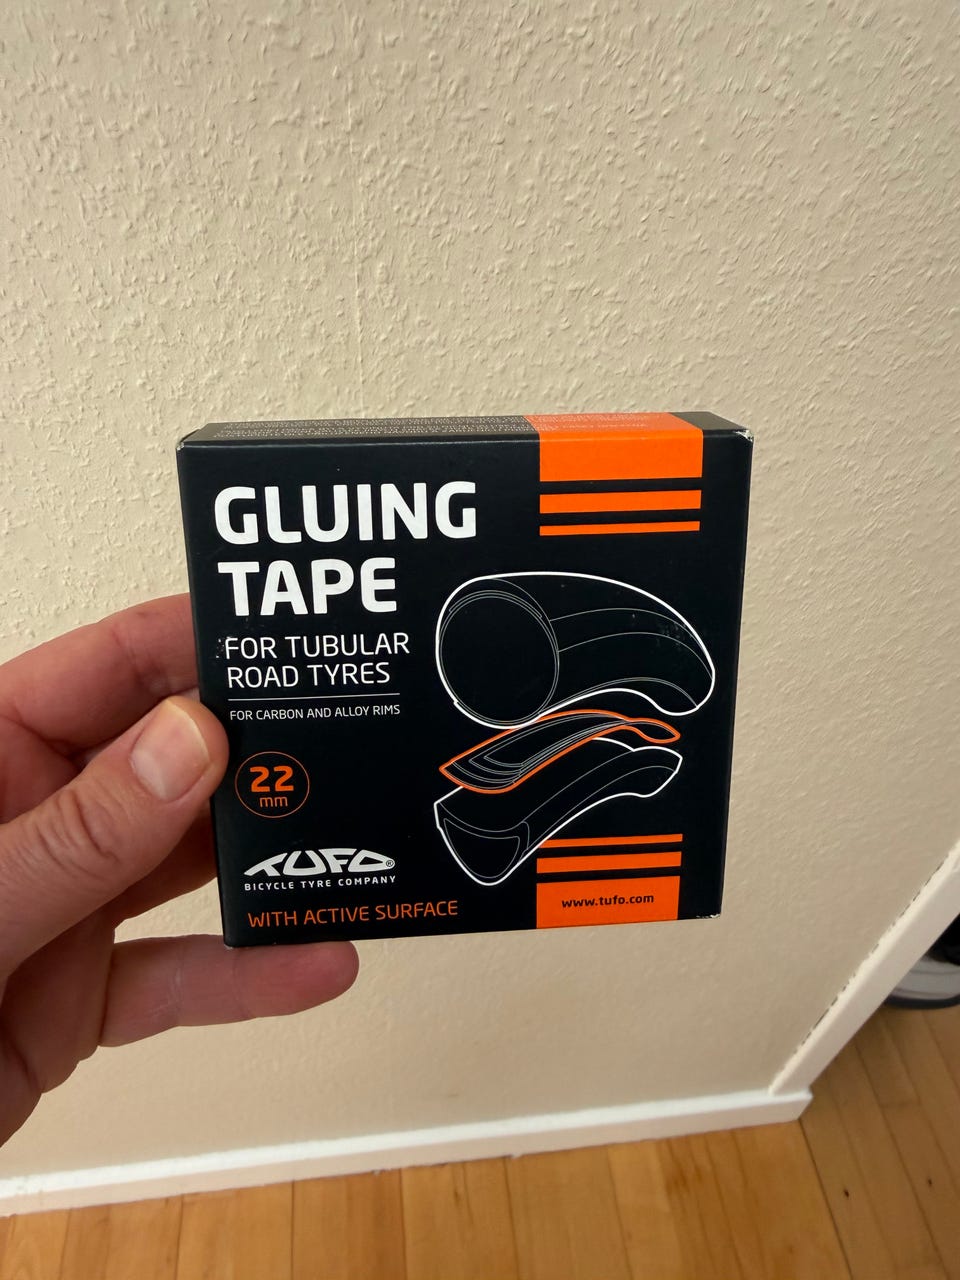 GLUING
TAPE
FOR TUBULAR
ROAD TYRES
FOR CARBON AND ALLOY RIMS
22
mm
TUFO®
BICYCLE TYRE COMPANY
WITH ACTIVE SURFACE
www.tufo.com